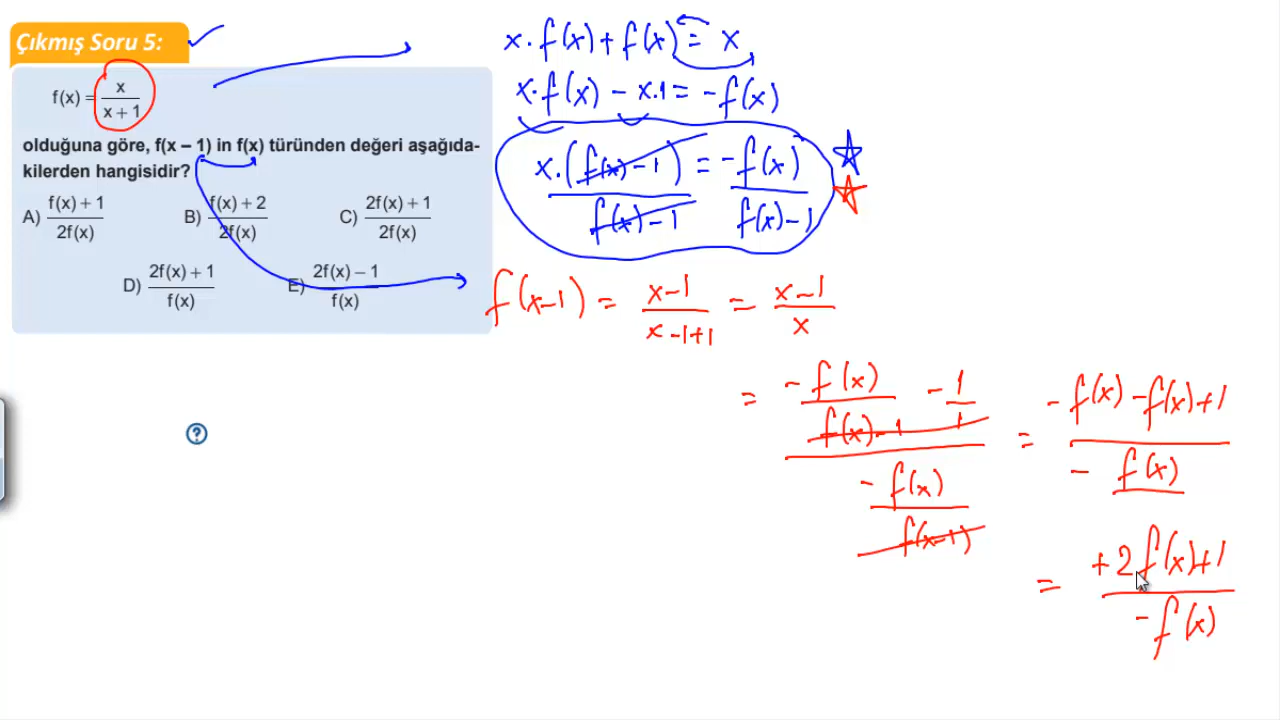 Çıkmış Soru 5:
f(x) = x / x + 1
olduğuna göre, f(x – 1) in f(x) türünden değeri aşağıda-
kilerden hangisidir?
A) f(x) + 1 / 2f(x) B) f(x) + 2 / 2f(x) C) 2f(x) + 1 / 2f(x)
D) 2f(x) + 1 / f(x) E) 2f(x) – 1 / f(x)
x·f(x) + f(x) = x
x·f(x) – x.1 = –f(x)
x·(f(x) – 1) / f(x) – 1 = –f(x) / f(x) – 1
f(x–1) = x–1 / x–1+1 = x–1 / x
= –f(x) / f(x)–1 – 1 / 1 / –f(x) / f(x–1) = –f(x) –f(x)+1 / – f(x)
= +2f(x)+1 / –f(x)
?